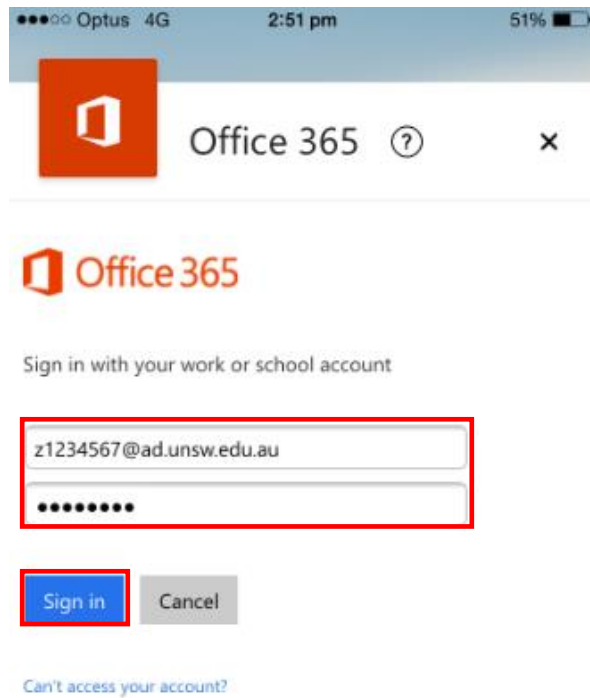 ●●●○○ Optus 4G 2:51 pm 51%
Office 365 ? ×
Office 365
Sign in with your work or school account
z1234567@ad.unsw.edu.au
●●●●●●●●
Sign in Cancel
Can't access your account?